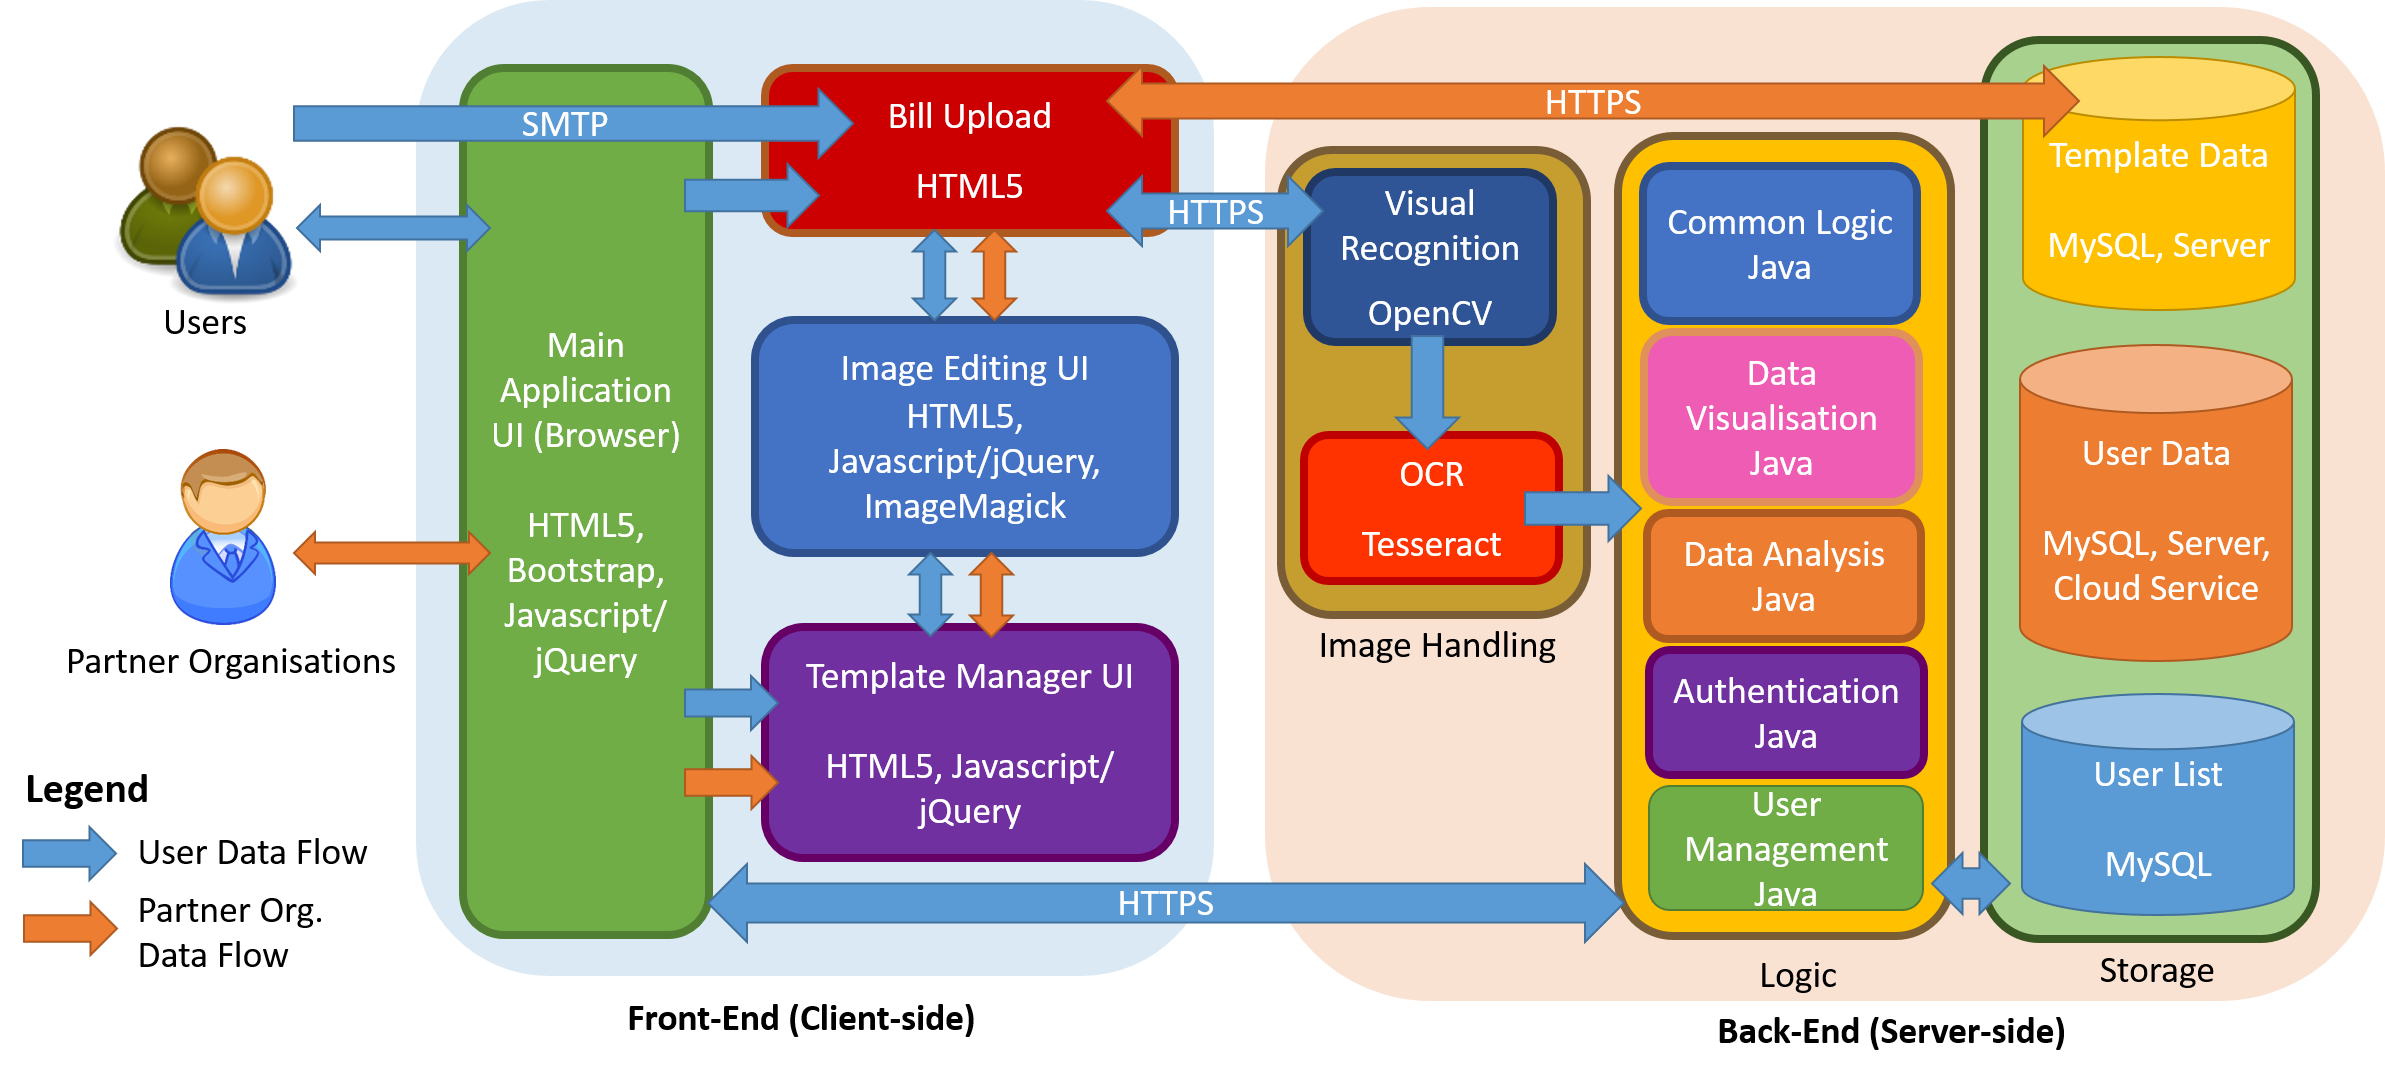 Users
Partner Organisations
Legend
User Data Flow
Partner Org.
Data Flow
SMTP
Main
Application
UI (Browser)
HTML5,
Bootstrap,
Javascript/
jQuery
Bill Upload
HTML5
Image Editing UI
HTML5,
Javascript/jQuery,
ImageMagick
Template Manager UI
HTML5, Javascript/
jQuery
HTTPS
HTTPS
HTTPS
Front-End (Client-side)
Visual
Recognition
OpenCV
OCR
Tesseract
Image Handling
Common Logic
Java
Data
Visualisation
Java
Data Analysis
Java
Authentication
Java
User
Management
Java
Logic
Template Data
MySQL, Server
User Data
MySQL, Server,
Cloud Service
User List
MySQL
Storage
Back-End (Server-side)